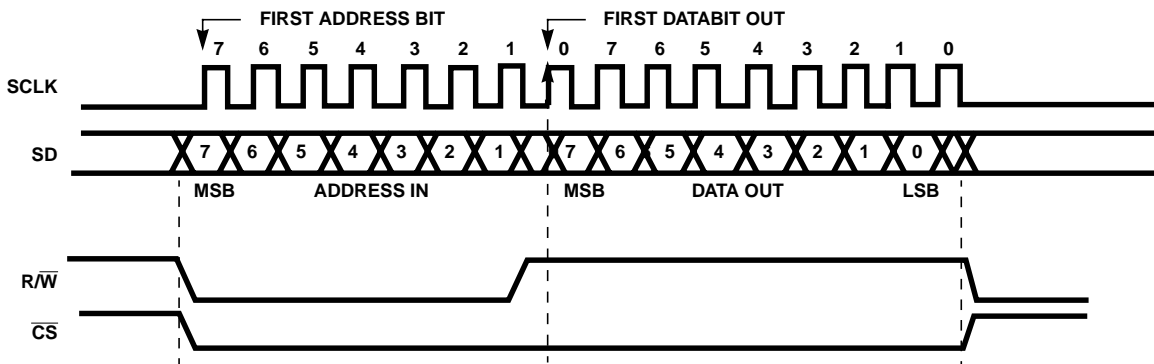 FIRST ADDRESS BIT
FIRST DATABIT OUT
7 6 5 4 3 2 1 0 7 6 5 4 3 2 1 0
SCLK
SD
7 6 5 4 3 2 1 7 6 5 4 3 2 1 0
MSB ADDRESS IN MSB DATA OUT LSB
R/W̅
C̅S̅